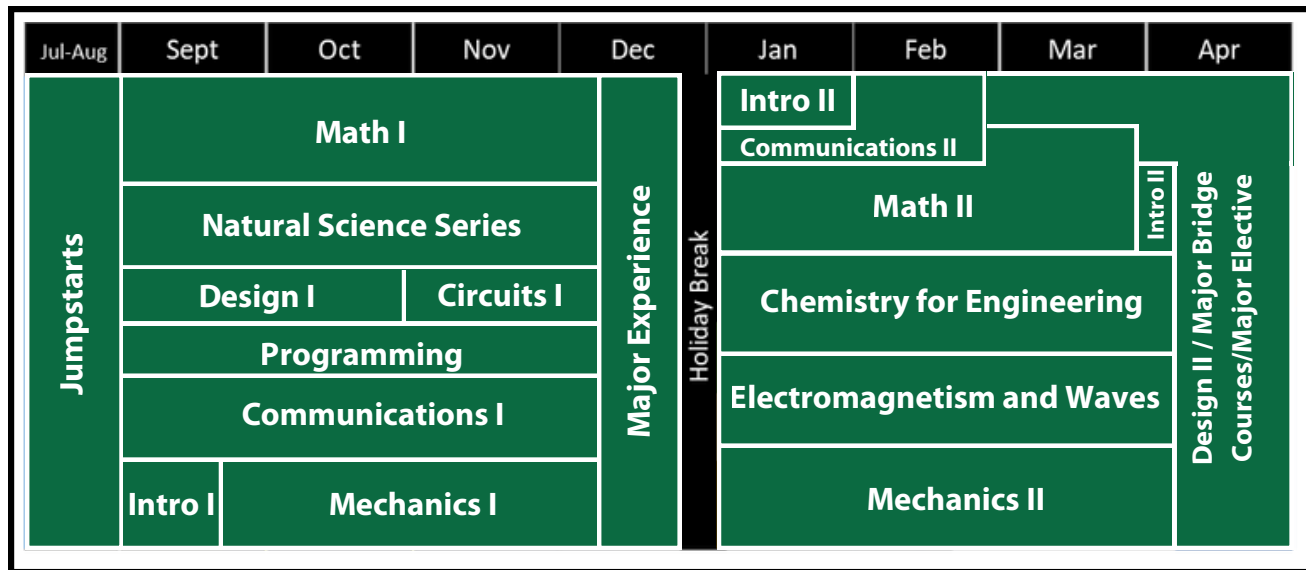 Jul-Aug Sept Oct Nov Dec Jan Feb Mar Apr
Jumpstarts
Math I
Natural Science Series
Design I
Circuits I
Programming
Communications I
Intro I
Mechanics I
Major Experience
Holiday Break
Intro II
Communications II
Math II
Intro II
Chemistry for Engineering
Electromagnetism and Waves
Mechanics II
Design II / Major Bridge
Courses/Major Elective